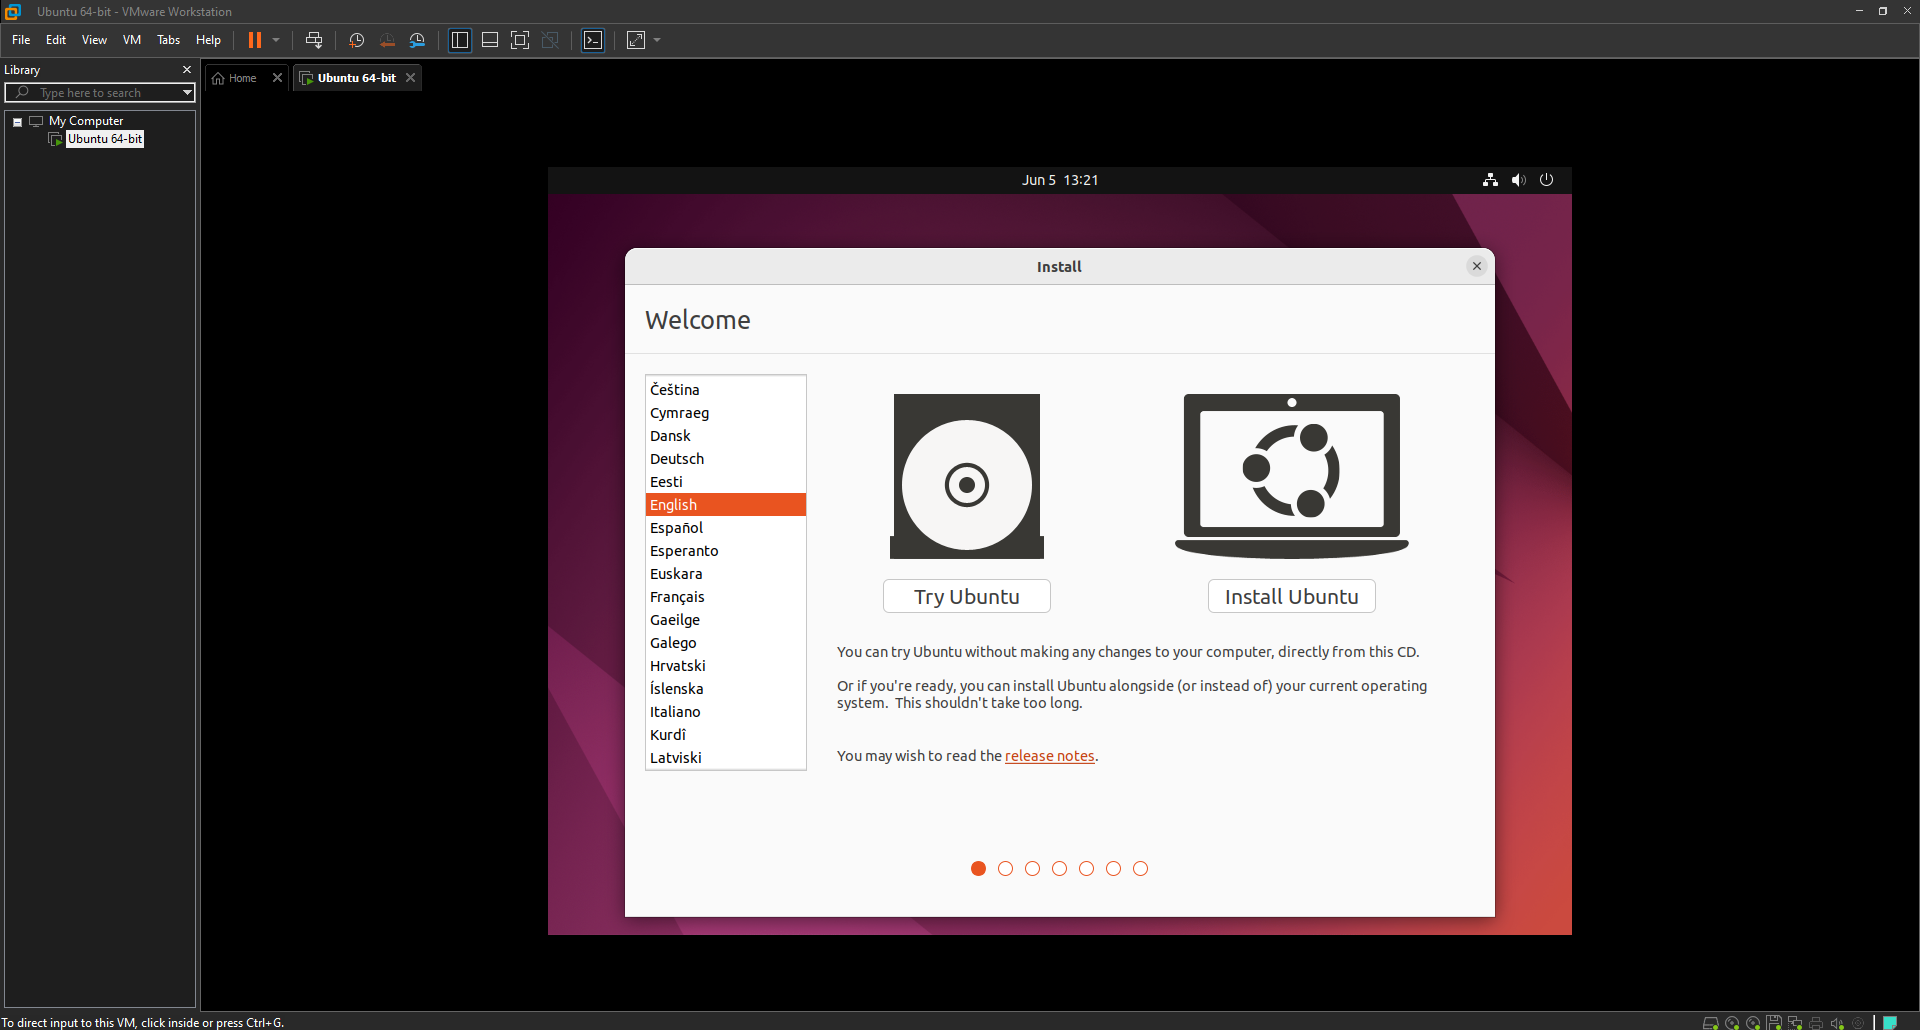 Ubuntu 64-bit - VMware Workstation
File Edit View VM Tabs Help
Library
Type here to search
My Computer
Ubuntu 64-bit
Home
Ubuntu 64-bit
Jun 5 13:21
Install
Welcome
Čeština
Cymraeg
Dansk
Deutsch
Eesti
English
Español
Esperanto
Euskara
Français
Gaeilge
Galego
Hrvatski
Íslenska
Italiano
Kurdî
Latviski
Try Ubuntu
Install Ubuntu
You can try Ubuntu without making any changes to your computer, directly from this CD.
Or if you're ready, you can install Ubuntu alongside (or instead of) your current operating
system. This shouldn't take too long.
You may wish to read the release notes.
To direct input to this VM, click inside or press Ctrl+G.